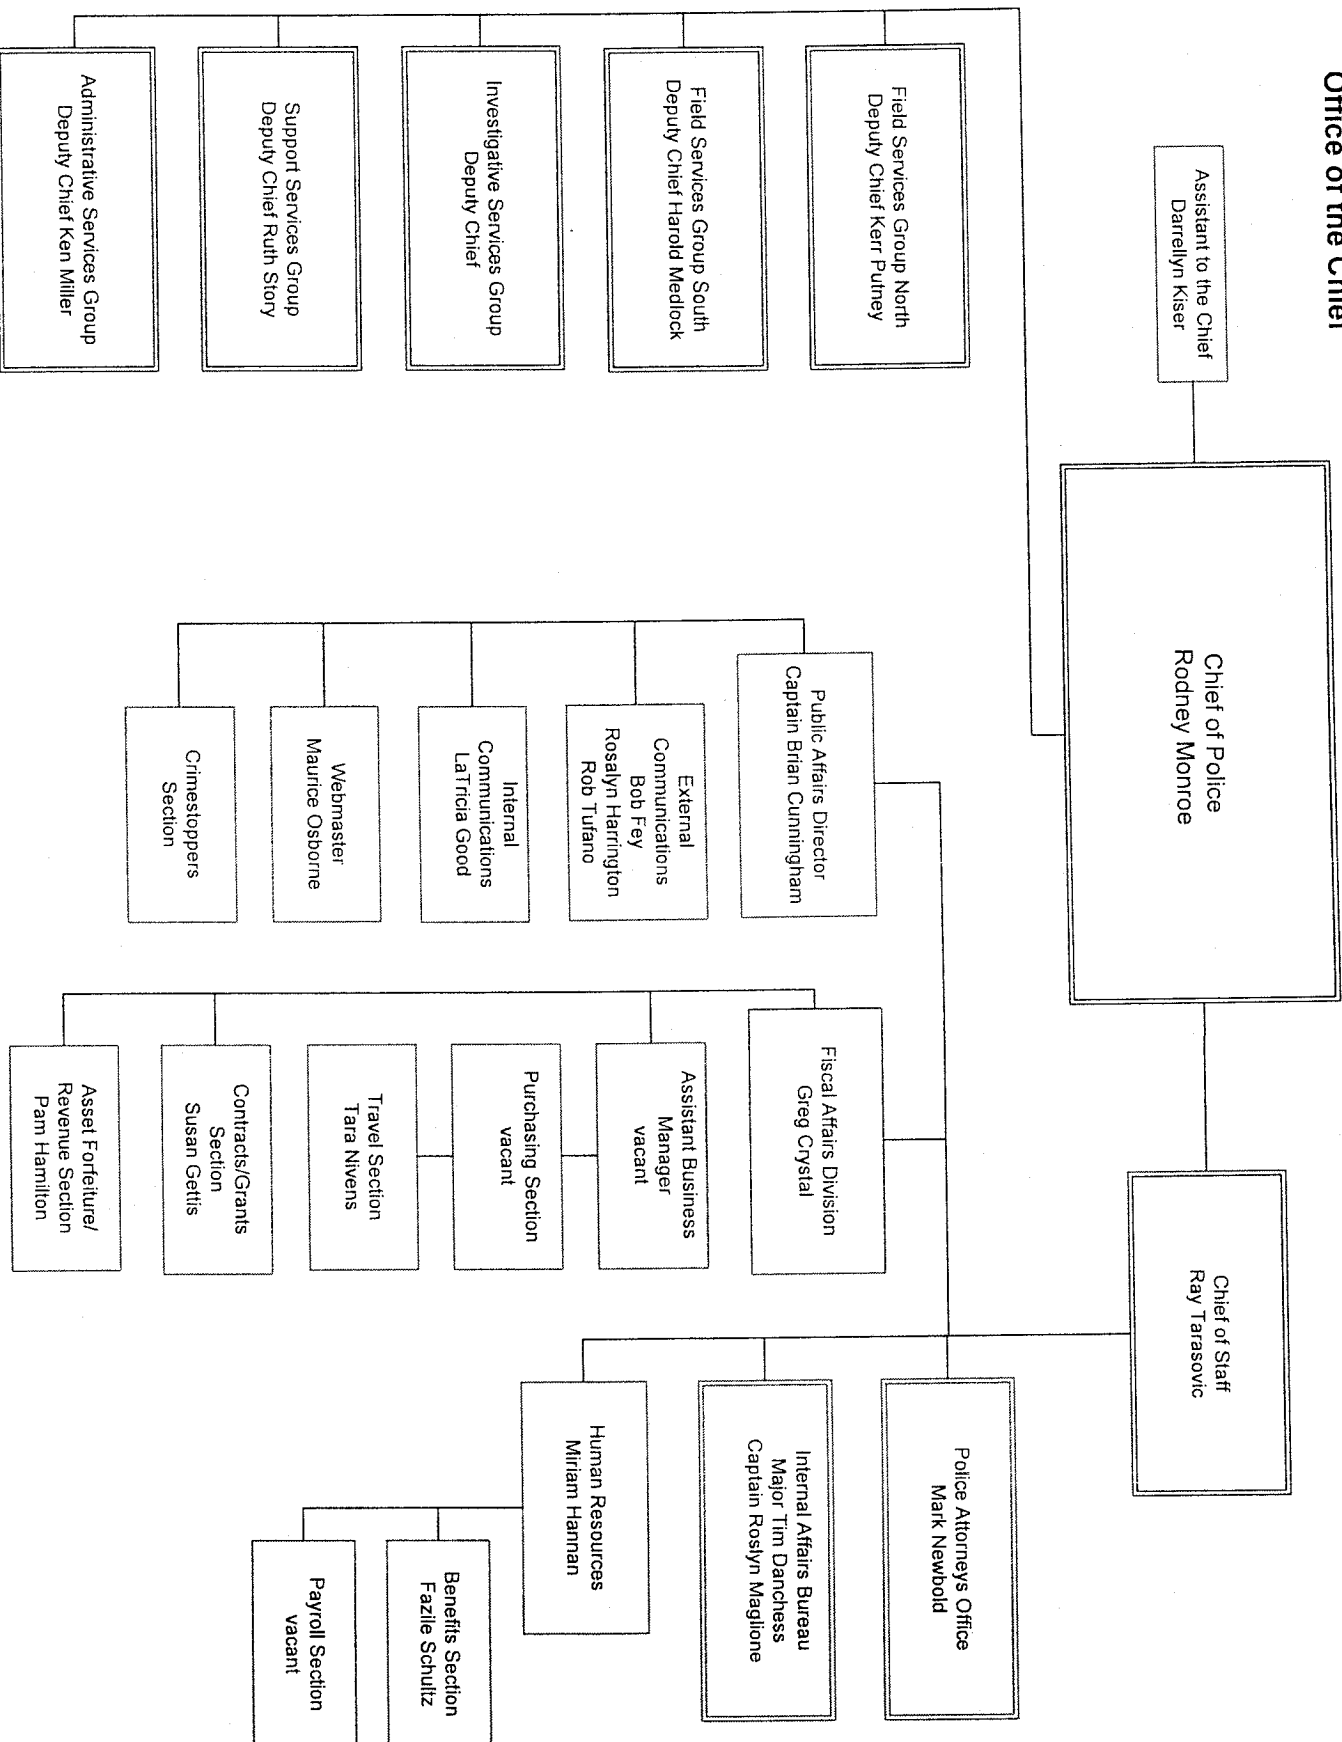 Office of the Chief
Assistant to the Chief
Darrellyn Kiser
Chief of Police
Rodney Monroe
Chief of Staff
Ray Tarasovic
Field Services Group North
Deputy Chief Kerr Putney
Field Services Group South
Deputy Chief Harold Medlock
Investigative Services Group
Deputy Chief
Support Services Group
Deputy Chief Ruth Story
Administrative Services Group
Deputy Chief Ken Miller
Public Affairs Director
Captain Brian Cunningham
External
Communications
Bob Fey
Rosalyn Harrington
Rob Tufano
Internal
Communications
LaTricia Good
Webmaster
Maurice Osborne
Crimestoppers
Section
Fiscal Affairs Division
Greg Crystal
Assistant Business
Manager
vacant
Purchasing Section
vacant
Travel Section
Tara Nivens
Contracts/Grants
Section
Susan Gettis
Asset Forfeiture/
Revenue Section
Pam Hamilton
Police Attorneys Office
Mark Newbold
Internal Affairs Bureau
Major Tim Danchess
Captain Roslyn Maglione
Human Resources
Miriam Hannan
Benefits Section
Fazile Schultz
Payroll Section
vacant